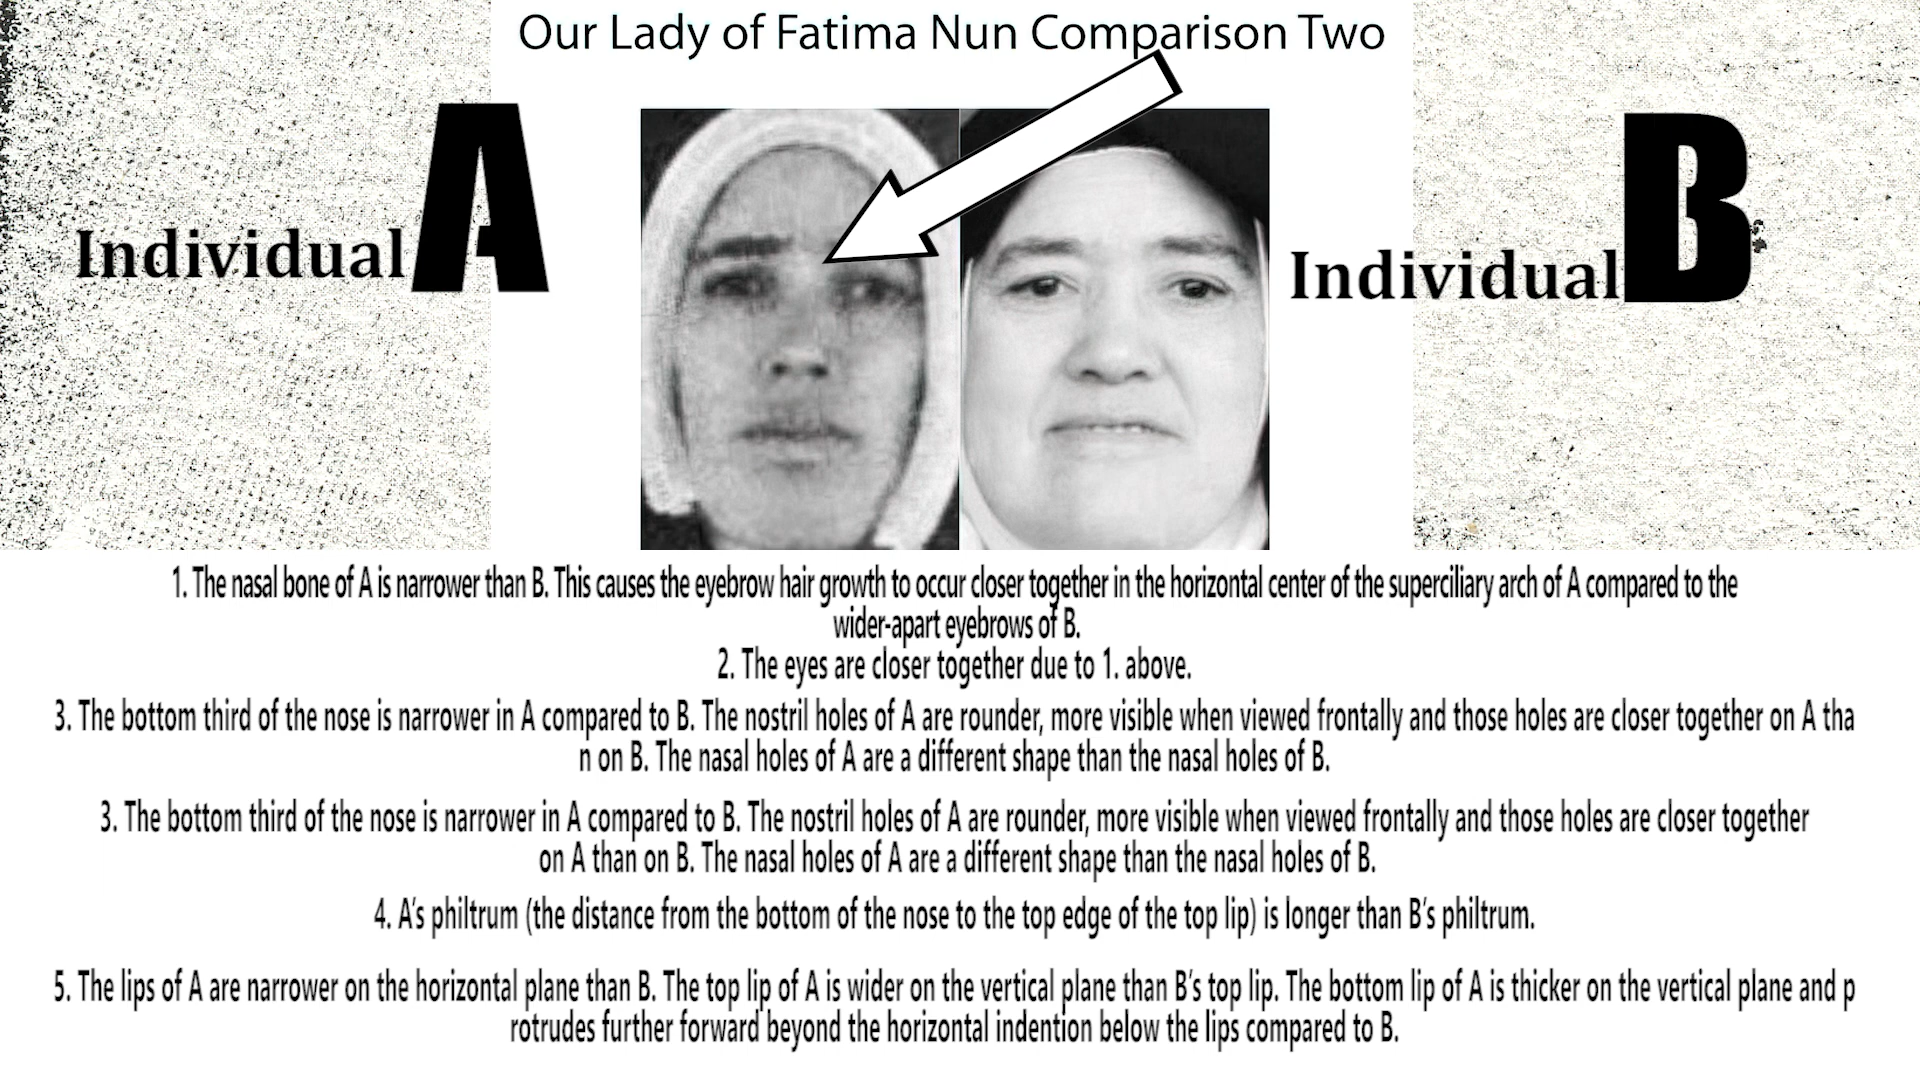 Our Lady of Fatima Nun Comparison Two
Individual A
Individual B
1. The nasal bone of A is narrower than B. This causes the eyebrow hair growth to occur closer together in the horizontal center of the superciliary arch of A compared to the
wider-apart eyebrows of B.
2. The eyes are closer together due to 1. above.
3. The bottom third of the nose is narrower in A compared to B. The nostril holes of A are rounder, more visible when viewed frontally and those holes are closer together on A tha
n on B. The nasal holes of A are a different shape than the nasal holes of B.
3. The bottom third of the nose is narrower in A compared to B. The nostril holes of A are rounder, more visible when viewed frontally and those holes are closer together
on A than on B. The nasal holes of A are a different shape than the nasal holes of B.
4. A’s philtrum (the distance from the bottom of the nose to the top edge of the top lip) is longer than B’s philtrum.
5. The lips of A are narrower on the horizontal plane than B. The top lip of A is wider on the vertical plane than B’s top lip. The bottom lip of A is thicker on the vertical plane and p
rotrudes further forward beyond the horizontal indention below the lips compared to B.